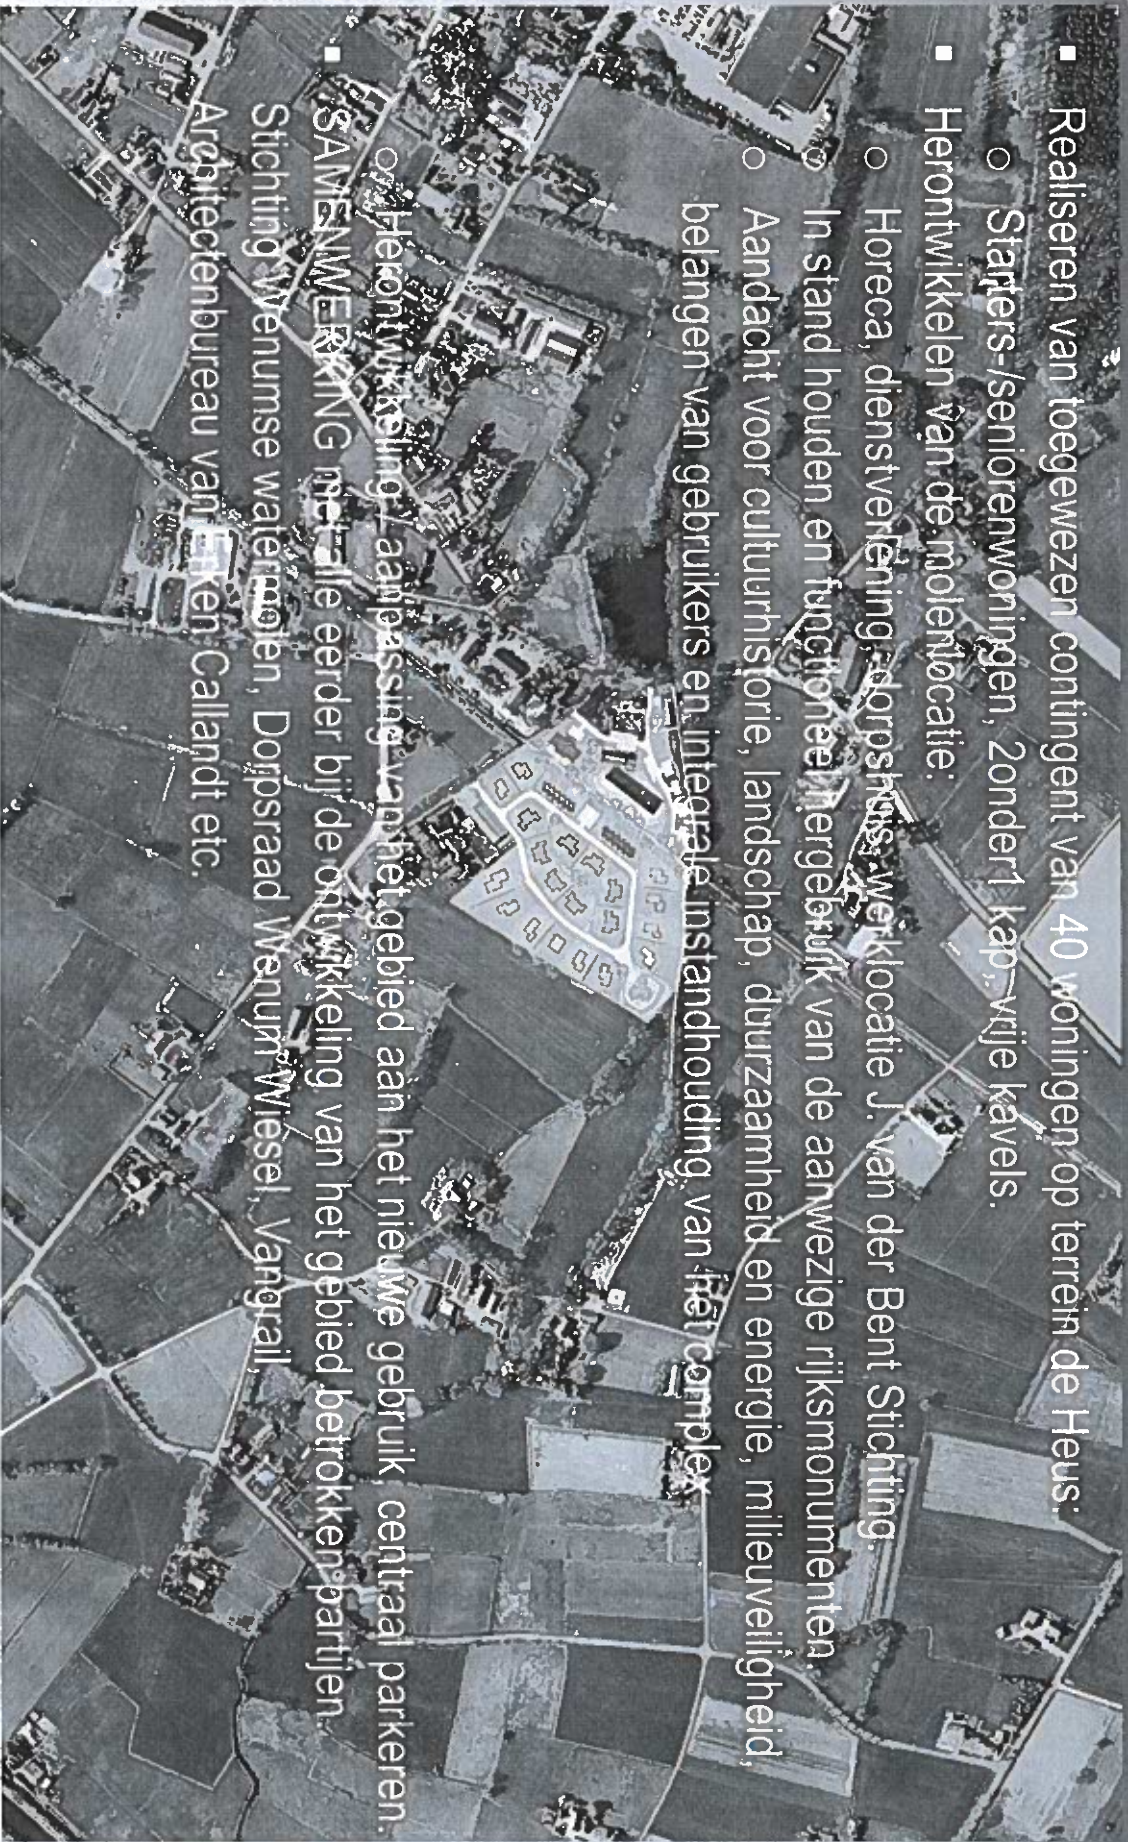 ▪ Realiseren van toegewezen contingent van 40 woningen op terrein de Heus:
○ Starters-/seniorenwoningen, 2onder1 kap, vrije kavels.
▪ Herontwikkelen van de molenlocatie:
○ Horeca, dienstverlening, dorpshuis, werklocatie J. van der Bent Stichting.
○ In stand houden en functioneel hergebruik van de aanwezige rijksmonumenten.
○ Aandacht voor cultuurhistorie, landschap, duurzaamheid en energie, milieuveiligheid,
belangen van gebruikers en integrale instandhouding van het complex
○ Herontwikkeling / aanpassing van het gebied aan het nieuwe gebruik, centraal parkeren.
▪ SAMENWERKING met alle eerder bij de ontwikkeling van het gebied betrokken partijen.
Stichting Wenumse watermolen, Dorpsraad Wenum Wiesel, Vangrail,
Architectenbureau van Callandt etc.